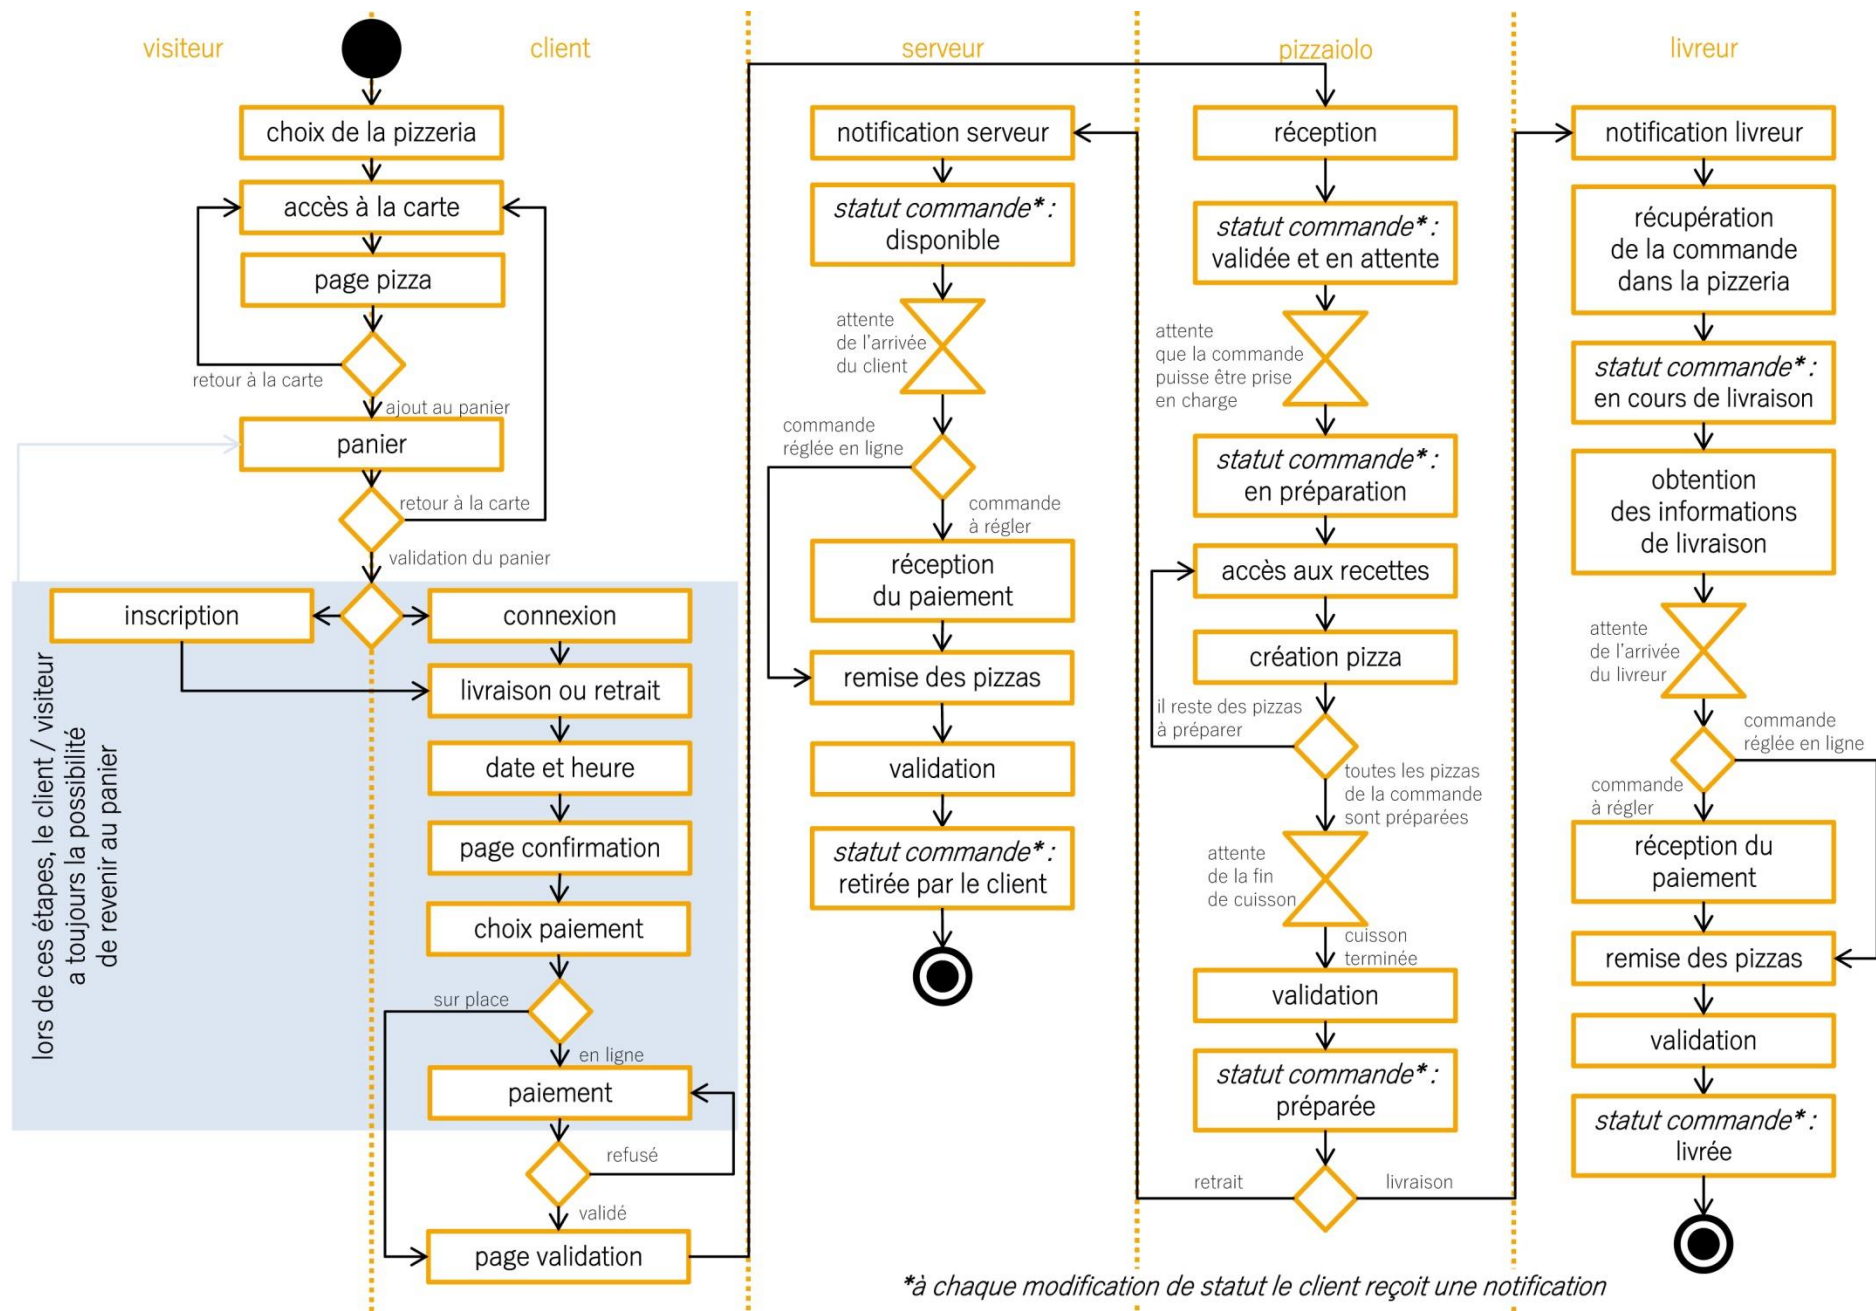 visiteur
client
serveur
pizzaiolo
livreur
choix de la pizzeria
accès à la carte
page pizza
retour à la carte
ajout au panier
panier
retour à la carte
validation du panier
inscription
connexion
livraison ou retrait
date et heure
page confirmation
choix paiement
sur place
en ligne
paiement
refusé
validé
page validation
lors de ces étapes, le client / visiteur
a toujours la possibilité
de revenir au panier
notification serveur
statut commande* :
disponible
attente
de l'arrivée
du client
commande
réglée en ligne
commande
à régler
réception
du paiement
remise des pizzas
validation
statut commande* :
retirée par le client
réception
statut commande* :
validée et en attente
attente
que la commande
puisse être prise
en charge
statut commande* :
en préparation
accès aux recettes
création pizza
il reste des pizzas
à préparer
toutes les pizzas
de la commande
sont préparées
attente
de la fin
de cuisson
cuisson
terminée
validation
statut commande* :
préparée
retrait
livraison
notification livreur
récupération
de la commande
dans la pizzeria
statut commande* :
en cours de livraison
obtention
des informations
de livraison
attente
de l'arrivée
du livreur
commande
réglée en ligne
commande
à régler
réception du
paiement
remise des pizzas
validation
statut commande* :
livrée
*à chaque modification de statut le client reçoit une notification